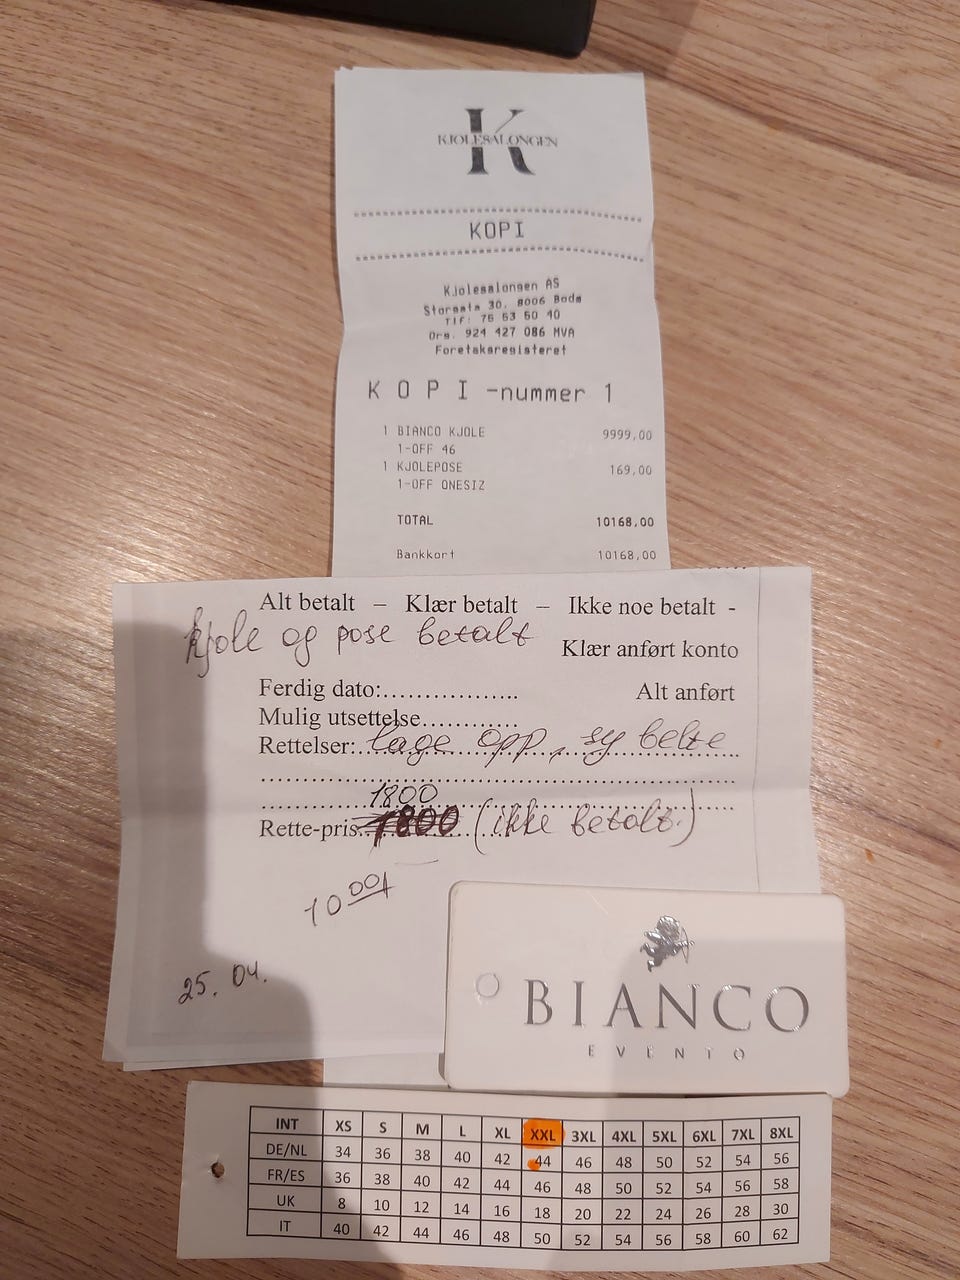 K
KJOLESALONGEN
KOPI
Kjolesalongen AS
Storgata 30, 8006 Bodø
Tlf: 75 53 50 40
Org. 924 427 086 MVA
Foretaksregisteret
K O P I -nummer 1
1 BIANCO KJOLE 9999,00
1-OFF 46
1 KJOLEPOSE 169,00
1-OFF ONESIZ
TOTAL 10168,00
Bankkort 10168,00
Alt betalt – Klær betalt – Ikke noe betalt -
kjole og pose betalt
Klær anført konto
Ferdig dato:................. Alt anført
Mulig utsettelse............
Rettelser: lage opp, sy belte
1800
Rette-pris: 1800 (ikke betalt.)
25. 04.
BIANCO
EVENTO
INT XS S M L XL XXL 3XL 4XL 5XL 6XL 7XL 8XL
DE/NL 34 36 38 40 42 44 46 48 50 52 54 56
FR/ES 36 38 40 42 44 46 48 50 52 54 56 58
UK 8 10 12 14 16 18 20 22 24 26 28 30
IT 40 42 44 46 48 50 52 54 56 58 60 62